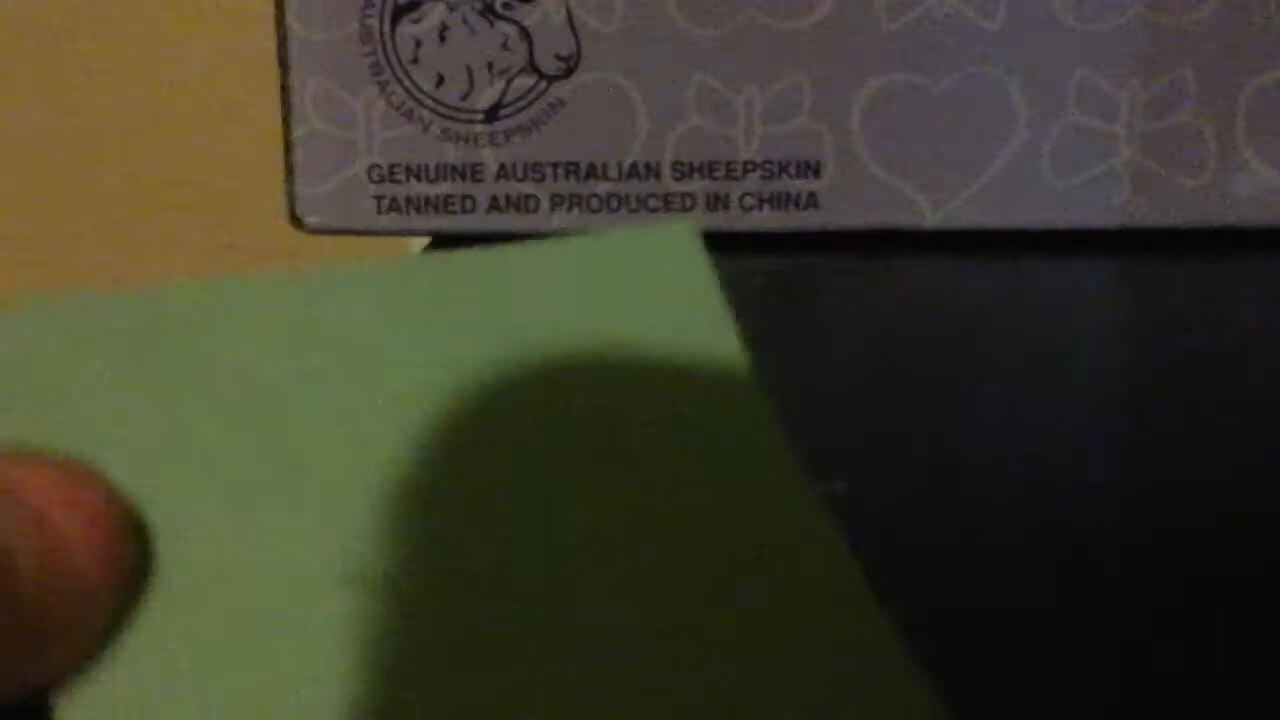 AUSTRALIAN SHEEPSKIN
GENUINE AUSTRALIAN SHEEPSKIN
TANNED AND PRODUCED IN CHINA